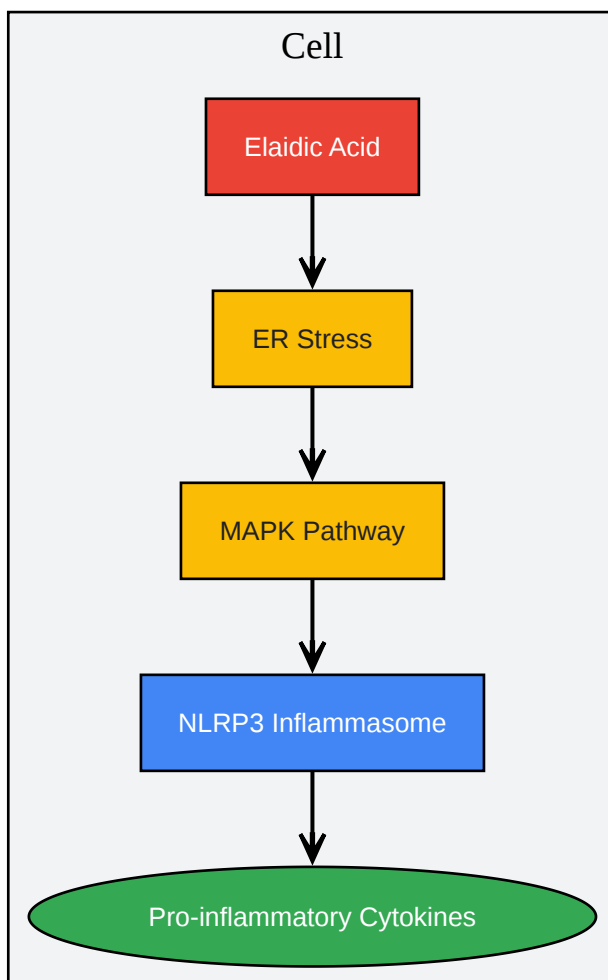 Cell
Elaidic Acid
ER Stress
MAPK Pathway
NLRP3 Inflammasome
Pro-inflammatory Cytokines